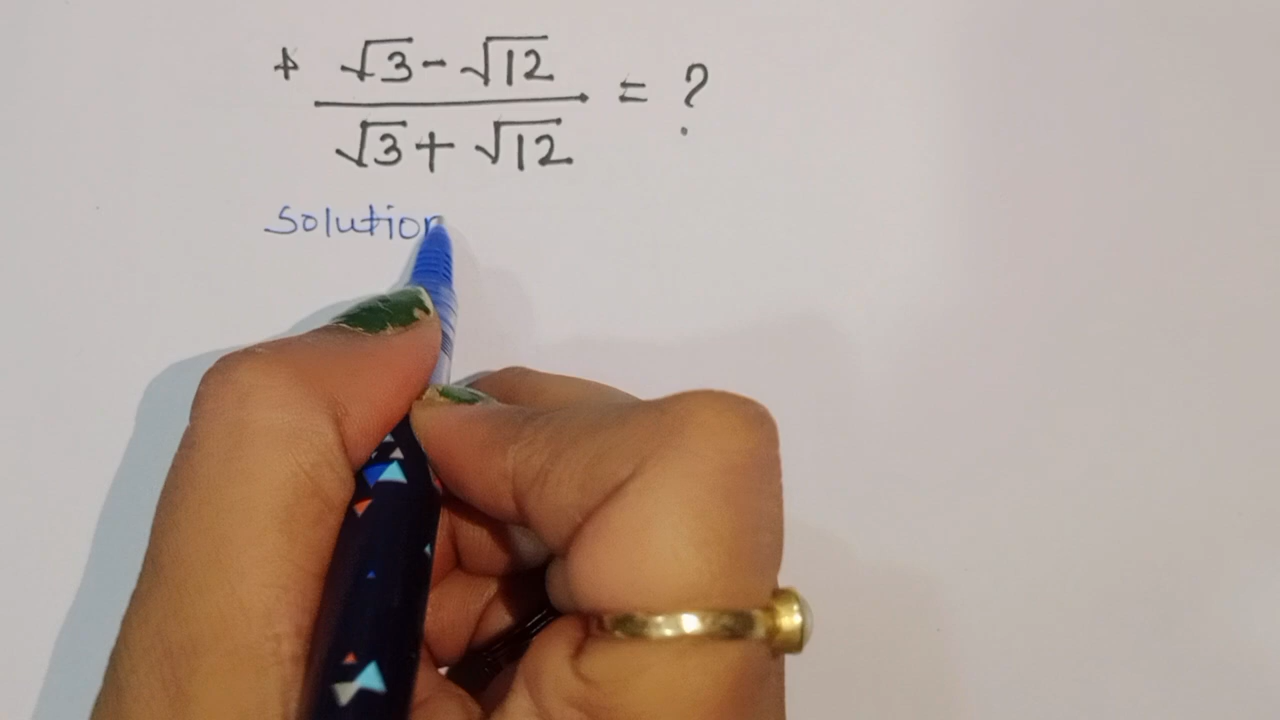 * √3 - √12 / √3 + √12 = ?
Solution